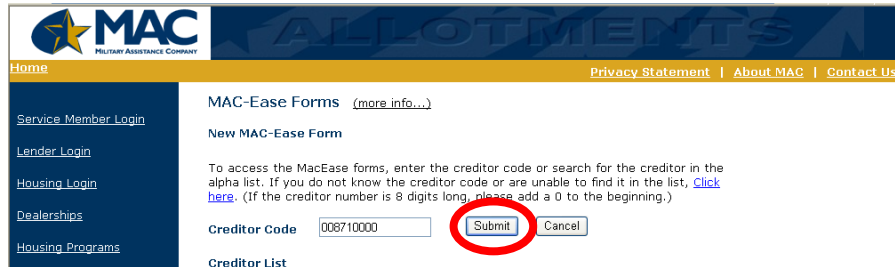 MAC
MILITARY ASSISTANCE COMPANY
ALLOTMENTS
Home
Privacy Statement | About MAC | Contact Us
Service Member Login
Lender Login
Housing Login
Dealerships
Housing Programs
MAC-Ease Forms (more info...)
New MAC-Ease Form
To access the MacEase forms, enter the creditor code or search for the creditor in the
alpha list. If you do not know the creditor code or are unable to find it in the list, Click
here. (If the creditor number is 8 digits long, please add a 0 to the beginning.)
Creditor Code 008710000 Submit Cancel
Creditor List